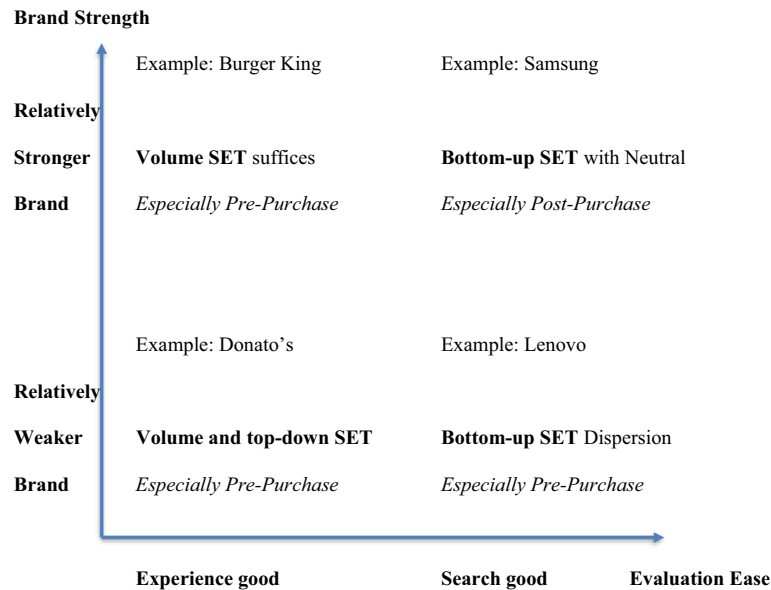 Brand Strength
Example: Burger King Example: Samsung
Relatively
Stronger Volume SET suffices Bottom-up SET with Neutral
Brand Especially Pre-Purchase Especially Post-Purchase
Example: Donato’s Example: Lenovo
Relatively
Weaker Volume and top-down SET Bottom-up SET Dispersion
Brand Especially Pre-Purchase Especially Pre-Purchase
Experience good Search good Evaluation Ease